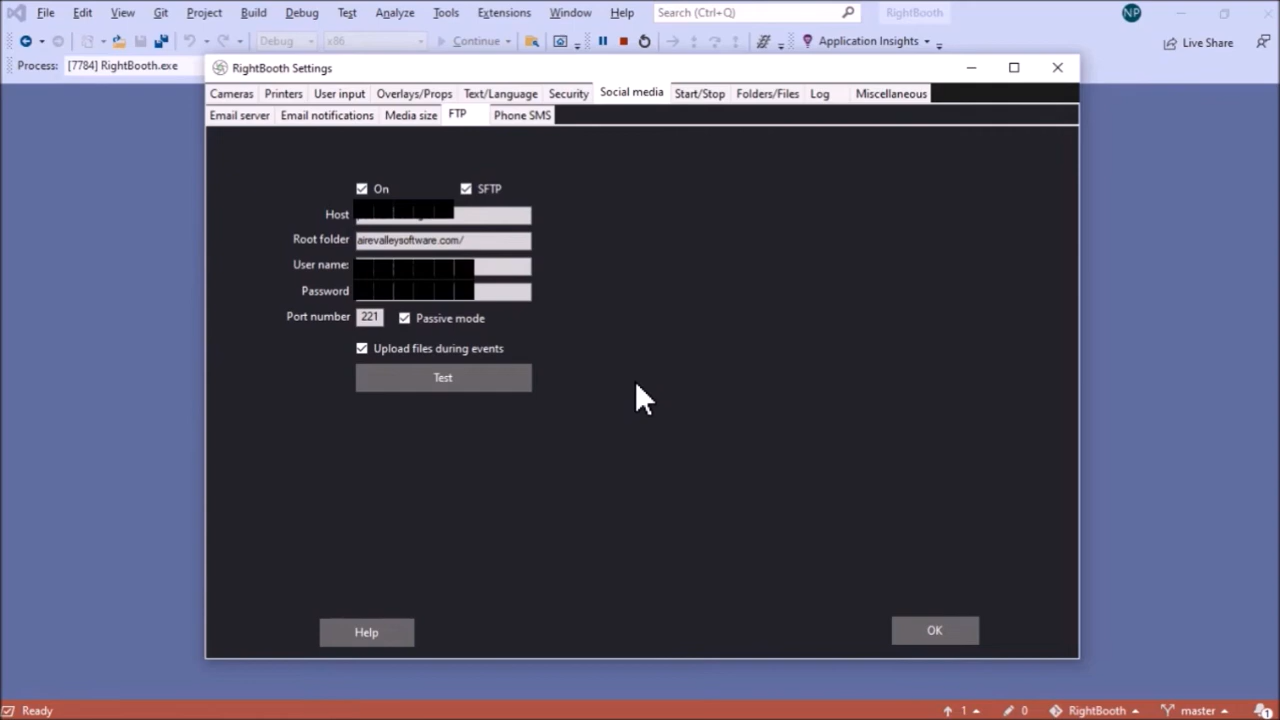 File Edit View Git Project Build Debug Test Analyze Tools Extensions Window Help Search (Ctrl+Q) RightBooth NP
Debug x86 Continue Application Insights Live Share
Process: [7784] RightBooth.exe
RightBooth Settings
Cameras Printers User input Overlays/Props Text/Language Security Social media Start/Stop Folders/Files Log Miscellaneous
Email server Email notifications Media size FTP Phone SMS
On SFTP
Host
Root folder airevalleysoftware.com/
User name:
Password
Port number 221 Passive mode
Upload files during events
Test
Help OK
Ready 1 0 RightBooth master 1